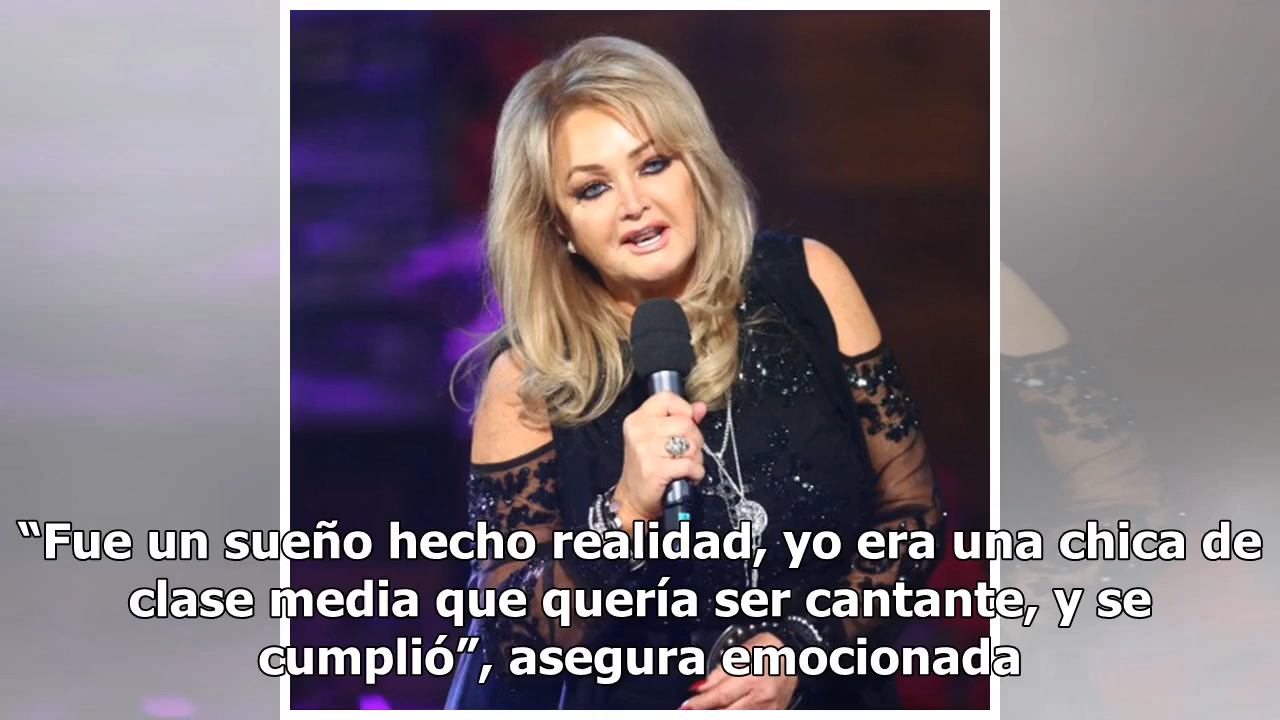 “Fue un sueño hecho realidad, yo era una chica de
clase media que quería ser cantante, y se
cumplió”, asegura emocionada